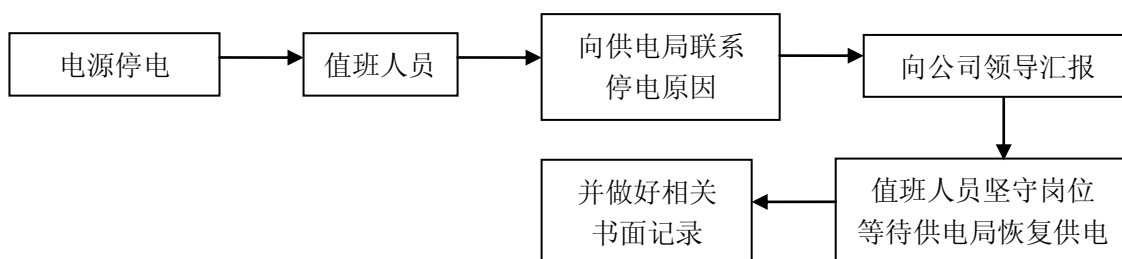 电源停电
值班人员
向供电局联系
停电原因
向公司领导汇报
值班人员坚守岗位
等待供电局恢复供电
并做好相关
书面记录